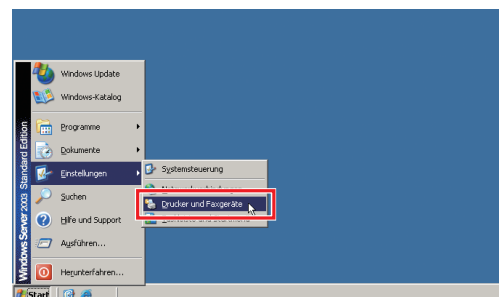 Windows Update
Windows-Katalog
Programme
Dokumente
Einstellungen
Suchen
Hilfe und Support
Ausführen...
Herunterfahren...
Systemsteuerung
Drucker und Faxgeräte
Windows Server 2003 Standard Edition
Start